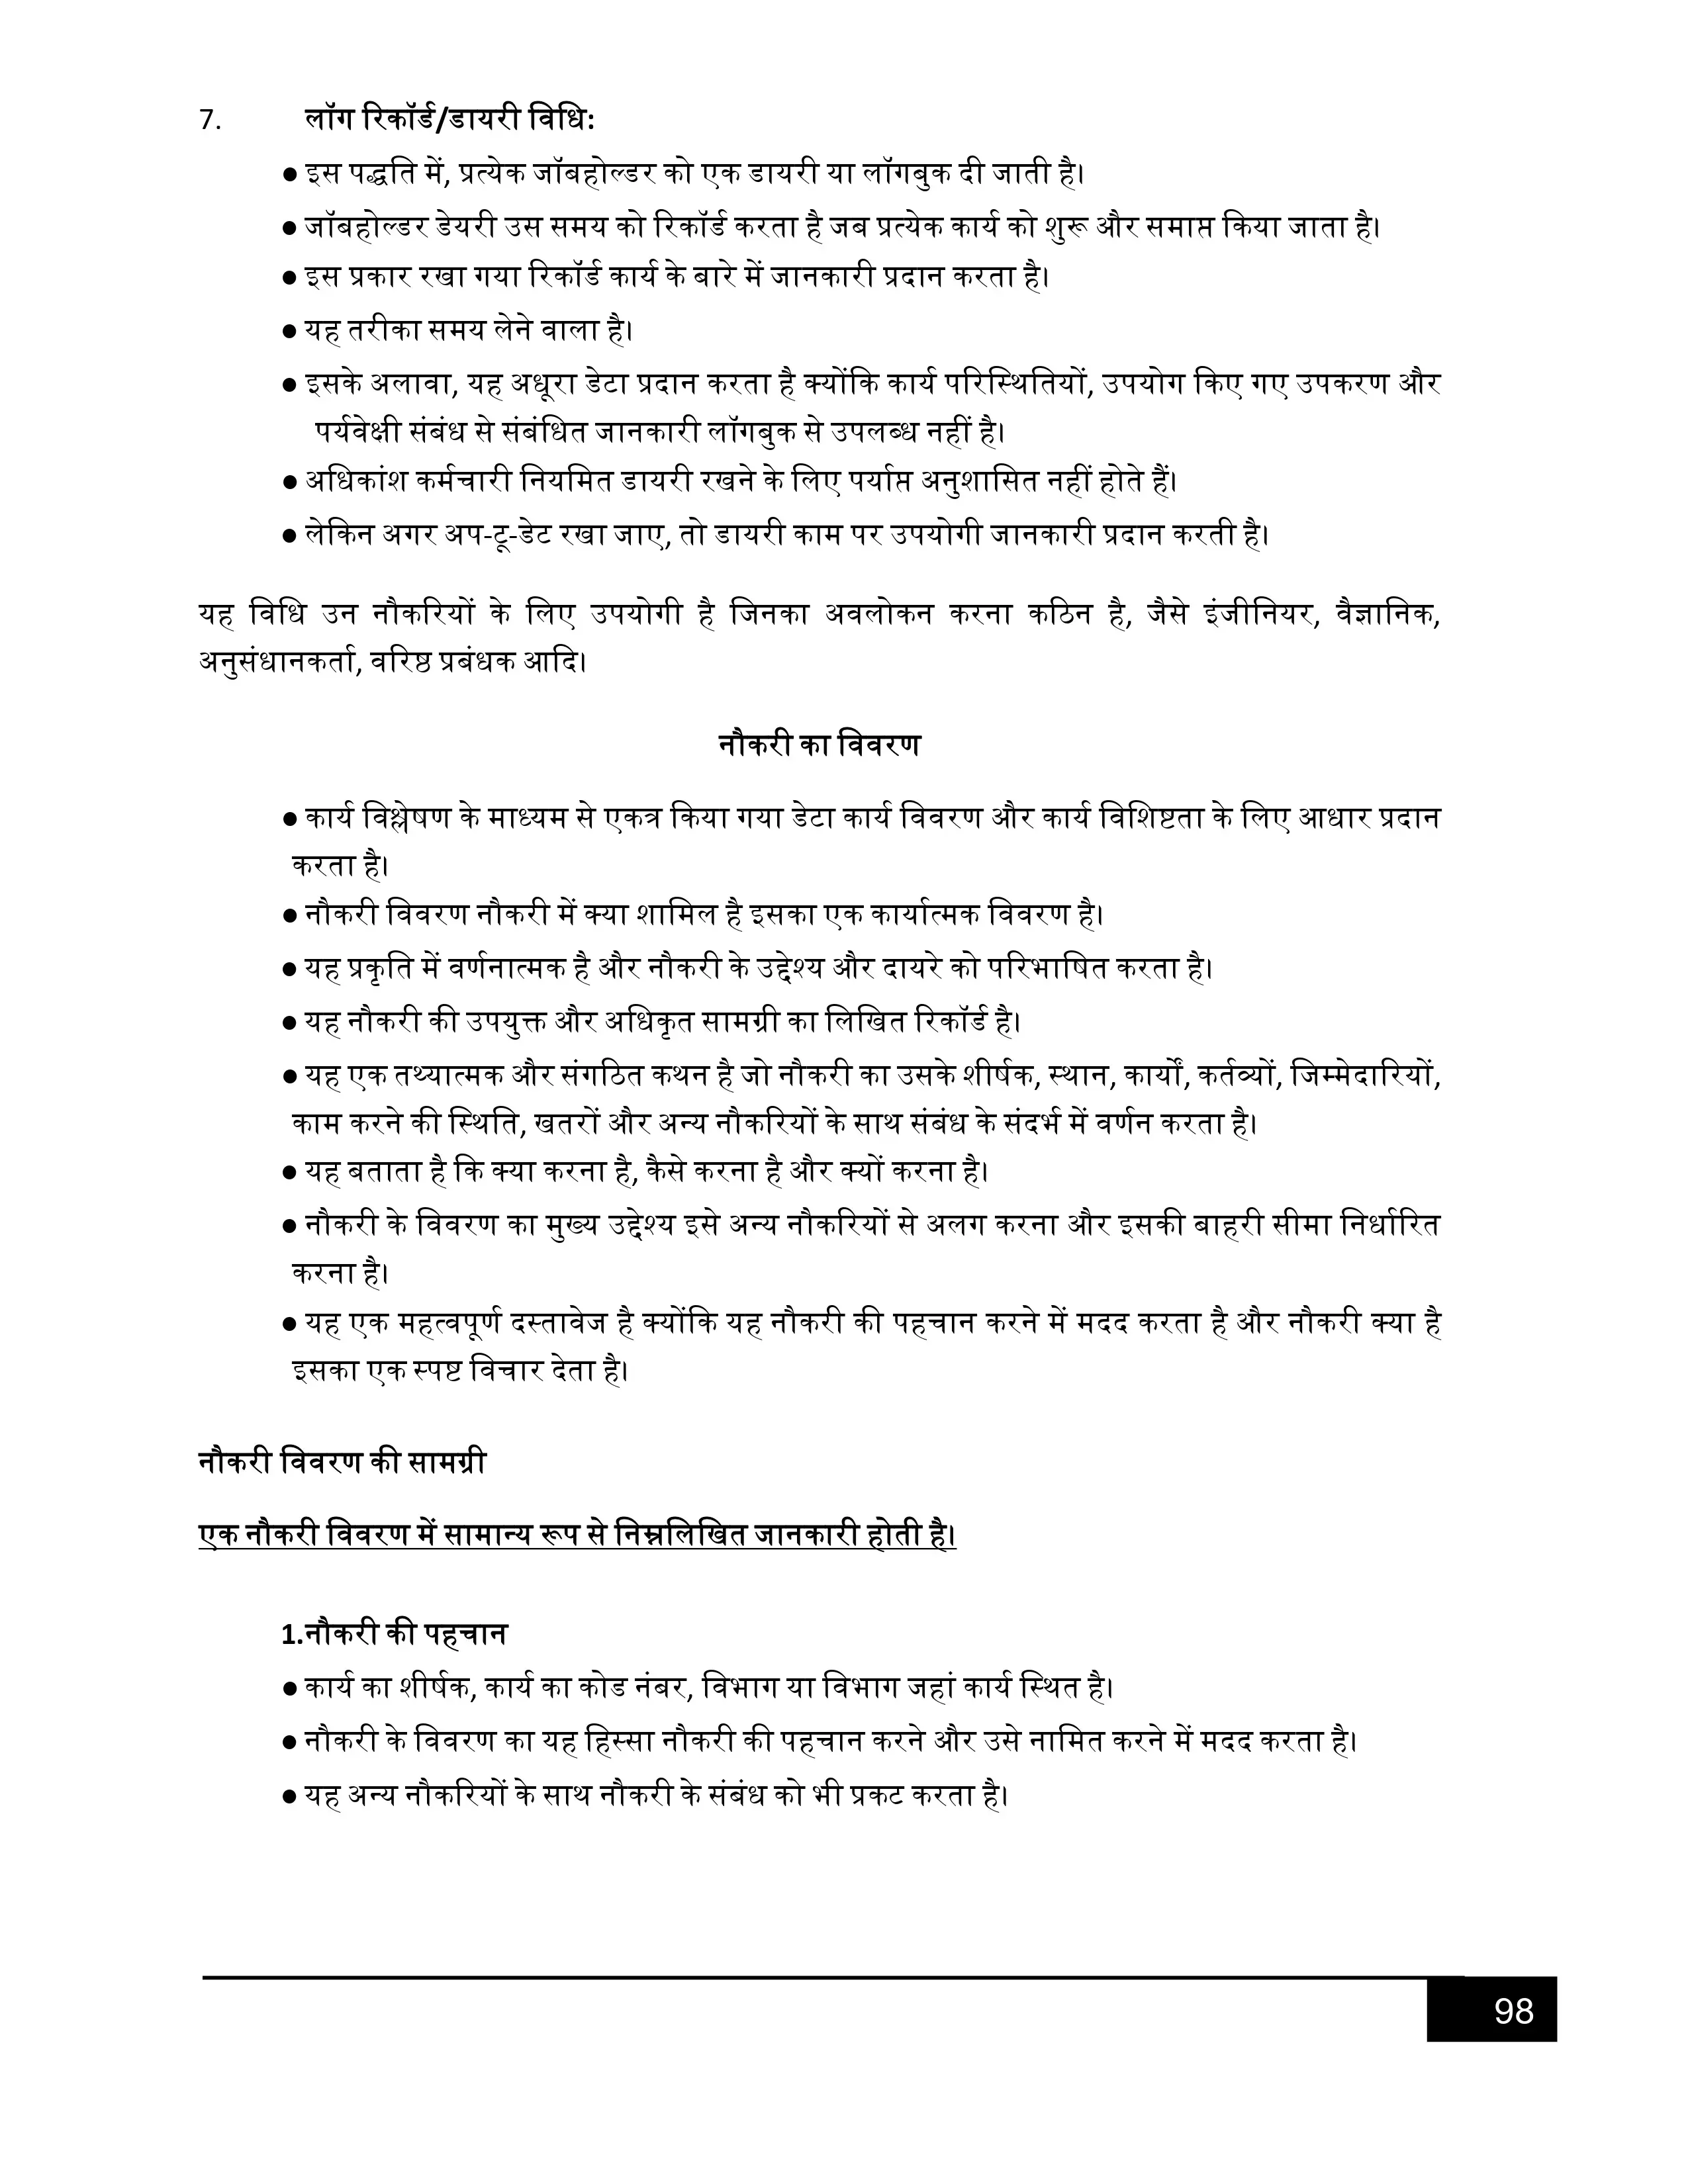 7. लॉग रिकॉर्ड/डायरी विधि:
● इस पद्धति में, प्रत्येक जॉबहोल्डर को एक डायरी या लॉगबुक दी जाती है।
● जॉबहोल्डर डेयरी उस समय को रिकॉर्ड करता है जब प्रत्येक कार्य को शुरू और समाप्त किया जाता है।
● इस प्रकार रखा गया रिकॉर्ड कार्य के बारे में जानकारी प्रदान करता है।
● यह तरीका समय लेने वाला है।
● इसके अलावा, यह अधूरा डेटा प्रदान करता है क्योंकि कार्य परिस्थितियों, उपयोग किए गए उपकरण और
पर्यवेक्षी संबंध से संबंधित जानकारी लॉगबुक से उपलब्ध नहीं है।
● अधिकांश कर्मचारी नियमित डायरी रखने के लिए पर्याप्त अनुशासित नहीं होते हैं।
● लेकिन अगर अप-टू-डेट रखा जाए, तो डायरी काम पर उपयोगी जानकारी प्रदान करती है।
यह विधि उन नौकरियों के लिए उपयोगी है जिनका अवलोकन करना कठिन है, जैसे इंजीनियर, वैज्ञानिक,
अनुसंधानकर्ता, वरिष्ठ प्रबंधक आदि।
नौकरी का विवरण
● कार्य विश्लेषण के माध्यम से एकत्र किया गया डेटा कार्य विवरण और कार्य विशिष्टता के लिए आधार प्रदान
करता है।
● नौकरी विवरण नौकरी में क्या शामिल है इसका एक कार्यात्मक विवरण है।
● यह प्रकृति में वर्णनात्मक है और नौकरी के उद्देश्य और दायरे को परिभाषित करता है।
● यह नौकरी की उपयुक्त और अधिकृत सामग्री का लिखित रिकॉर्ड है।
● यह एक तथ्यात्मक और संगठित कथन है जो नौकरी का उसके शीर्षक, स्थान, कार्यों, कर्तव्यों, जिम्मेदारियों,
काम करने की स्थिति, खतरों और अन्य नौकरियों के साथ संबंध के संदर्भ में वर्णन करता है।
● यह बताता है कि क्या करना है, कैसे करना है और क्यों करना है।
● नौकरी के विवरण का मुख्य उद्देश्य इसे अन्य नौकरियों से अलग करना और इसकी बाहरी सीमा निर्धारित
करना है।
● यह एक महत्वपूर्ण दस्तावेज है क्योंकि यह नौकरी की पहचान करने में मदद करता है और नौकरी क्या है
इसका एक स्पष्ट विचार देता है।
नौकरी विवरण की सामग्री
एक नौकरी विवरण में सामान्य रूप से निम्नलिखित जानकारी होती है।
1.नौकरी की पहचान
● कार्य का शीर्षक, कार्य का कोड नंबर, विभाग या विभाग जहां कार्य स्थित है।
● नौकरी के विवरण का यह हिस्सा नौकरी की पहचान करने और उसे नामित करने में मदद करता है।
● यह अन्य नौकरियों के साथ नौकरी के संबंध को भी प्रकट करता है।
98